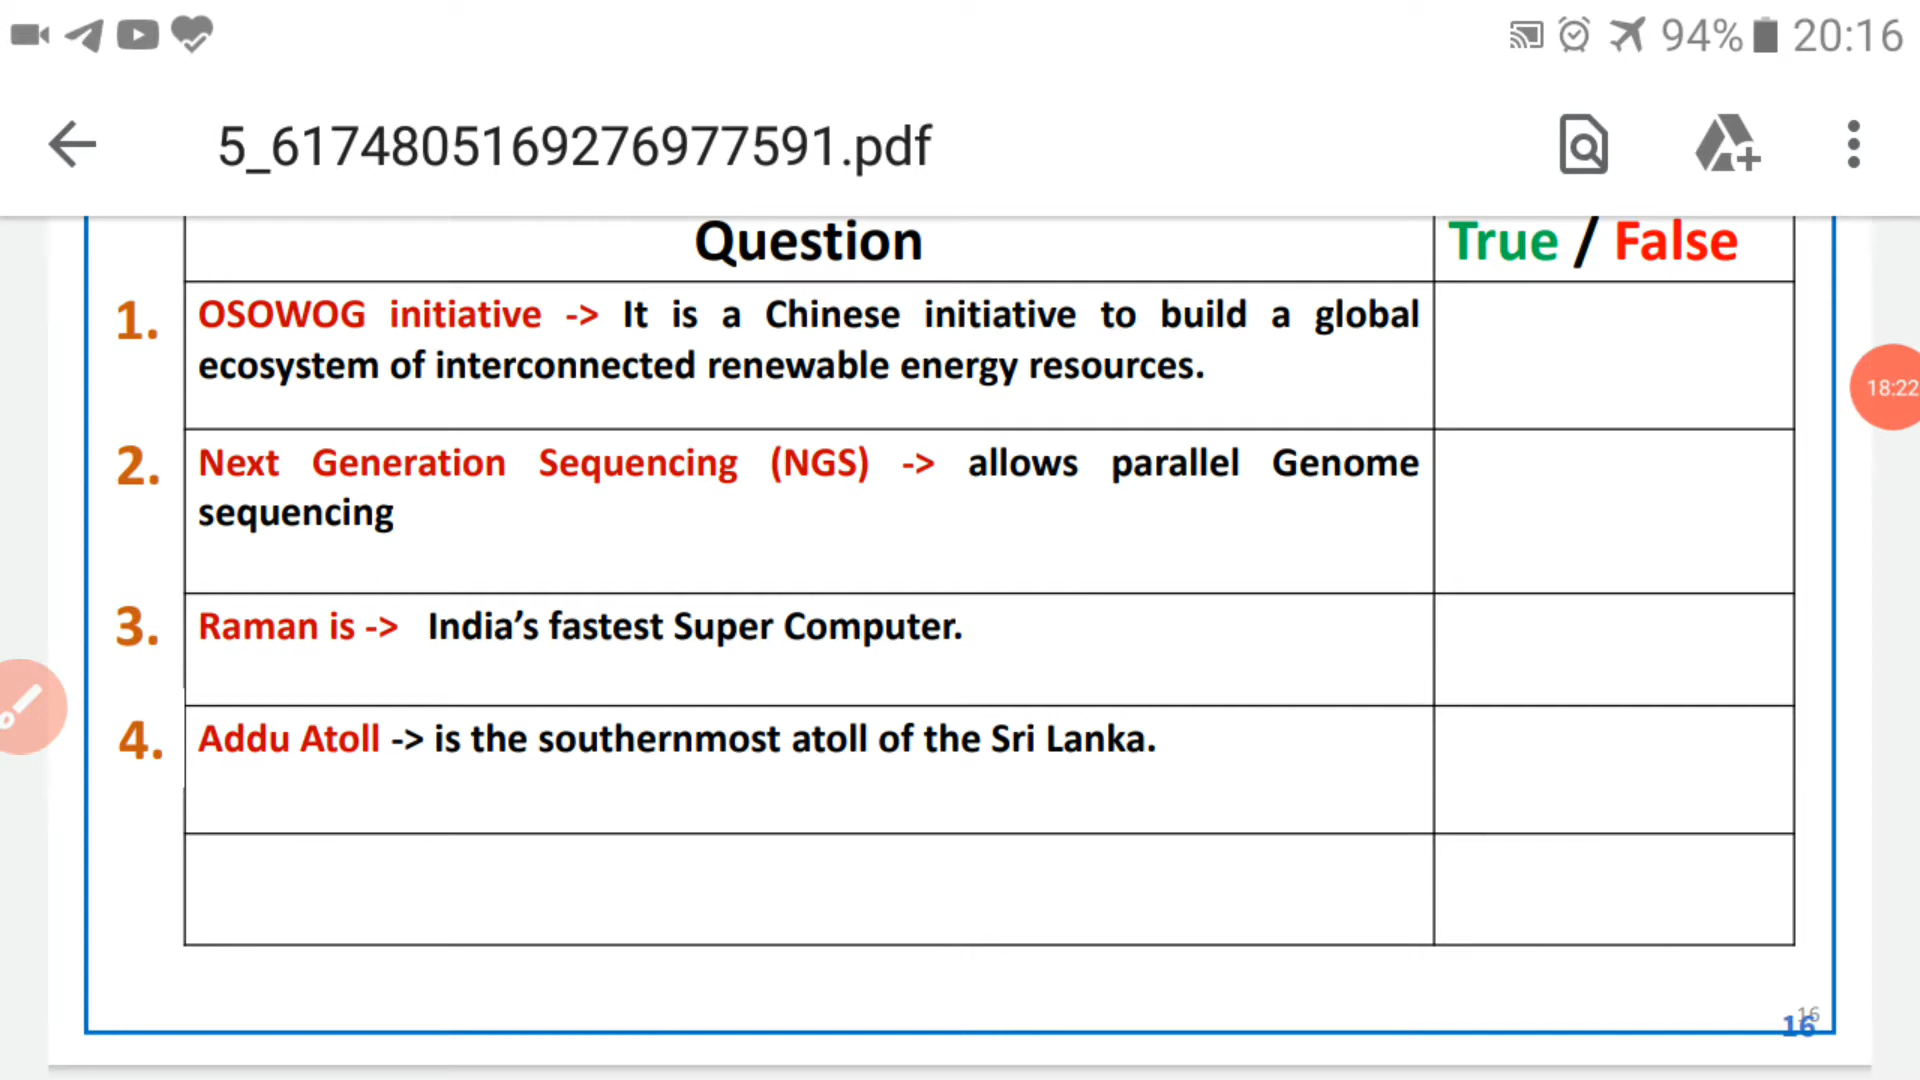 94% 20:16
5_6174805169276977591.pdf
Question True / False
1. OSOWOG initiative -> It is a Chinese initiative to build a global
ecosystem of interconnected renewable energy resources.
18:22
2. Next Generation Sequencing (NGS) -> allows parallel Genome
sequencing
3. Raman is -> India’s fastest Super Computer.
4. Addu Atoll -> is the southernmost atoll of the Sri Lanka.
16
16